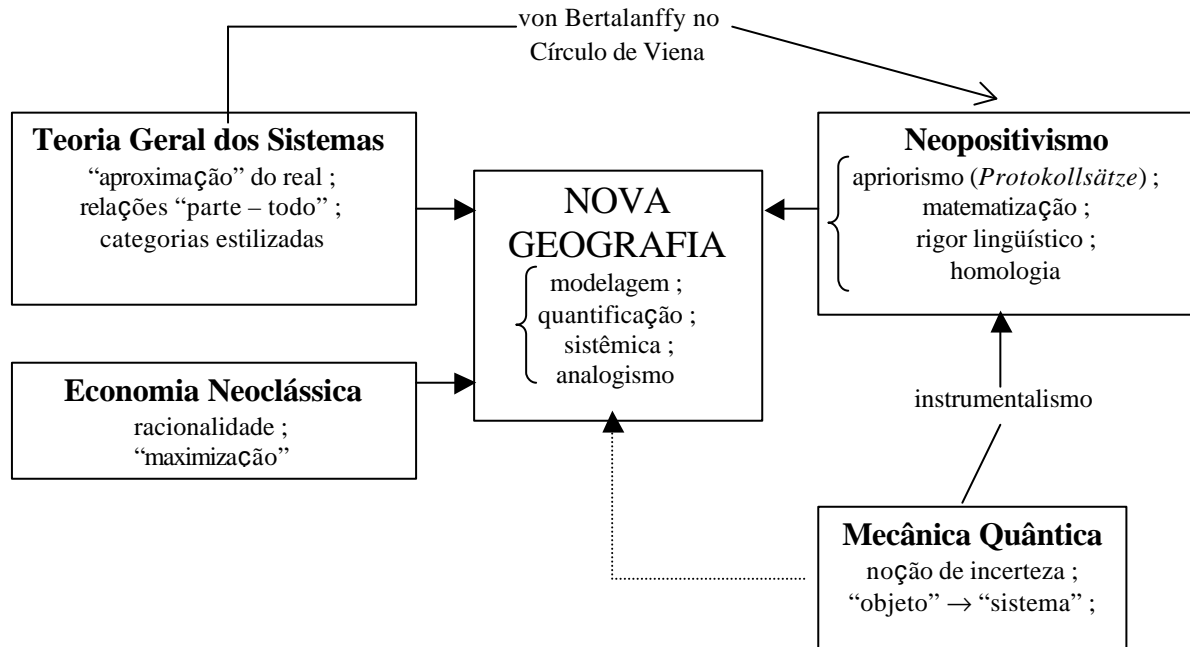 von Bertalanffy no
Círculo de Viena
Teoria Geral dos Sistemas
“aproximação” do real ;
relações “parte – todo” ;
categorias estilizadas
Neopositivismo
apriorismo (Protokollsätze) ;
matematização ;
rigor lingüístico ;
homologia
NOVA
GEOGRAFIA
modelagem ;
quantificação ;
sistêmica ;
analogismo
Economia Neoclássica
racionalidade ;
“maximização”
instrumentalismo
Mecânica Quântica
noção de incerteza ;
“objeto” → “sistema” ;